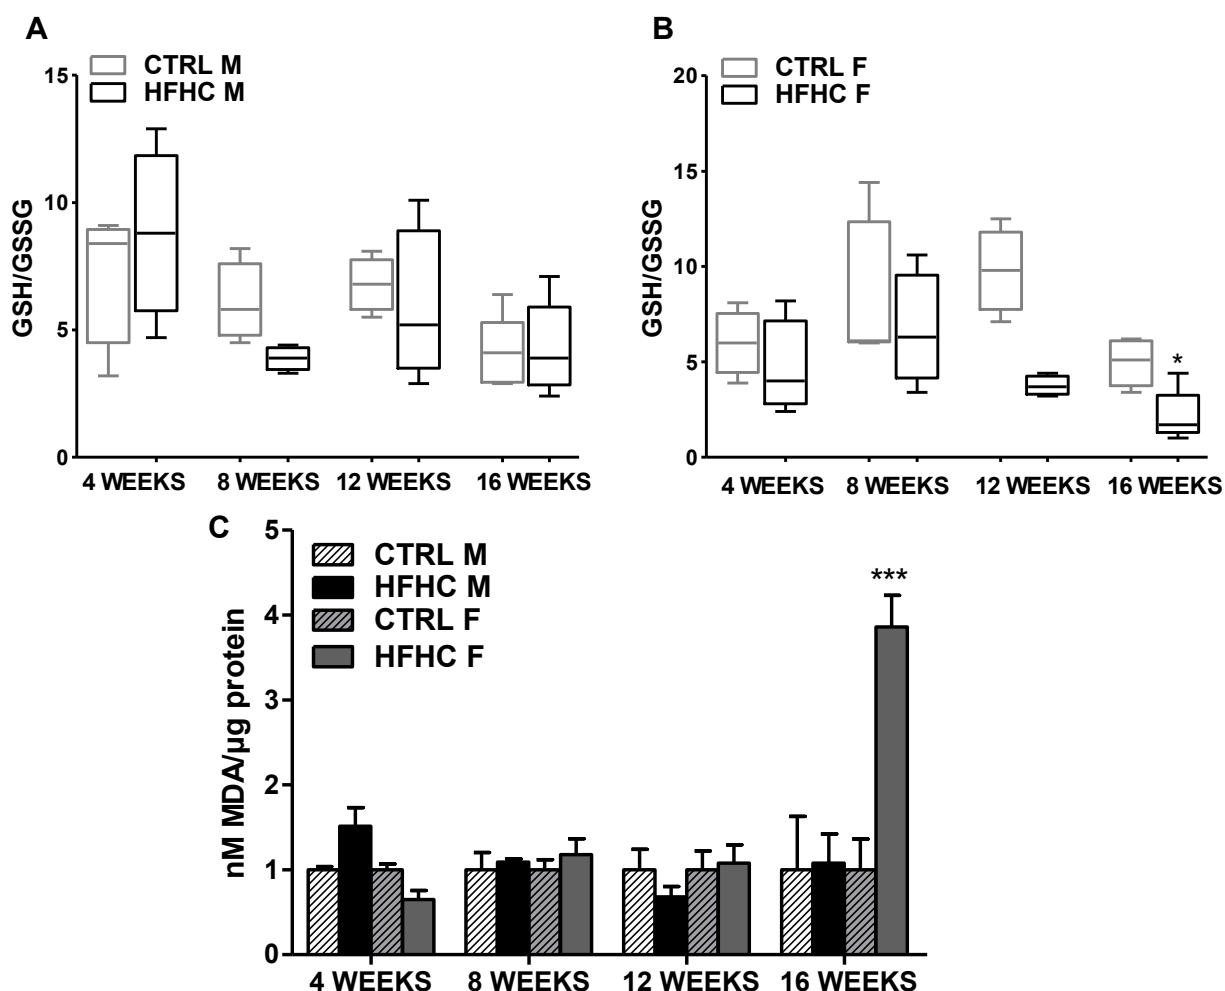 A
CTRL M
HFHC M
15
10
5
0
GSH/GSSG
4 WEEKS 8 WEEKS 12 WEEKS 16 WEEKS
B
CTRL F
HFHC F
20
15
10
5
0
GSH/GSSG
*
4 WEEKS 8 WEEKS 12 WEEKS 16 WEEKS
C
CTRL M
HFHC M
CTRL F
HFHC F
5
4
3
2
1
0
nM MDA/µg protein
***
4 WEEKS 8 WEEKS 12 WEEKS 16 WEEKS